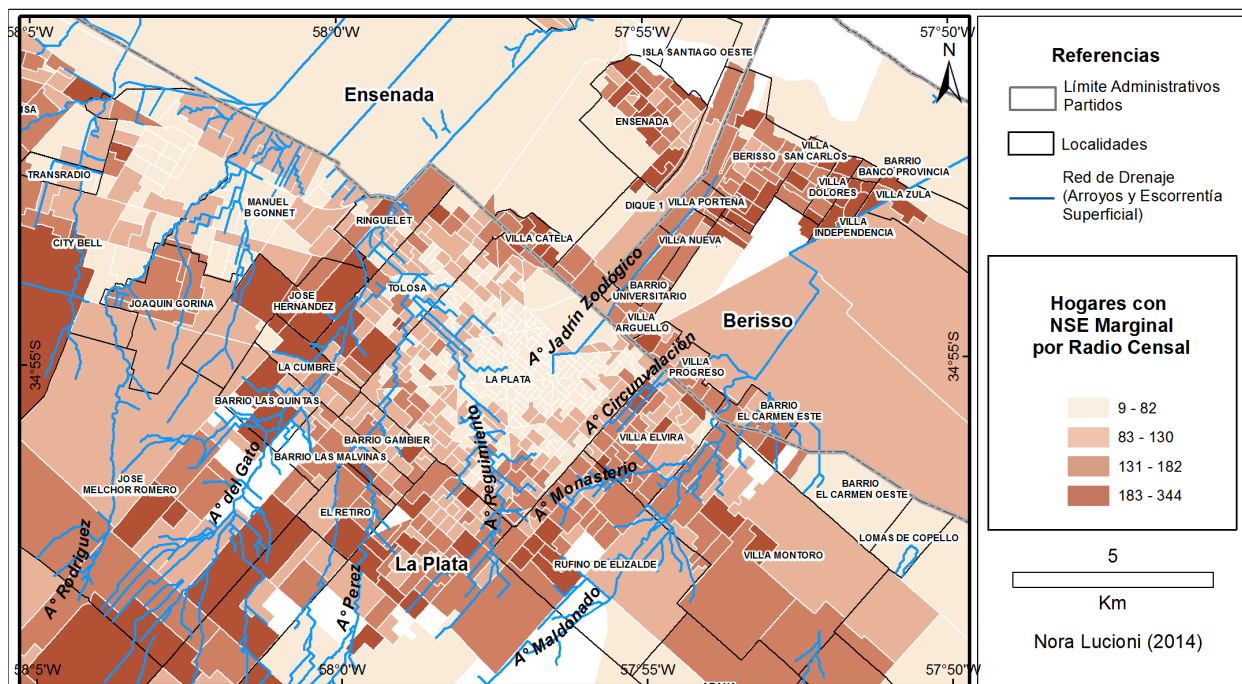 58°5'W
58°0'W
57°55'W
57°50'W
N
ISLA SANTIAGO OESTE
Ensenada
ENSENADA
BERISSO
VILLA
SAN CARLOS
BARRIO
BANCO PROVINCIA
TRANSRADIO
VILLA
DOLORES
VILLA ZULA
MANUEL
B GONNET
DIQUE 1
VILLA PORTEÑA
RINGUELET
VILLA
INDEPENDENCIA
CITY BELL
VILLA CATELA
VILLA NUEVA
TOLOSA
BARRIO
UNIVERSITARIO
JOAQUIN GORINA
JOSE
HERNANDEZ
VILLA
ARGUELLO
Berisso
A° Jadrín Zoológico
34°55'S
34°55'S
LA CUMBRE
LA PLATA
VILLA
PROGRESO
A° Circunvalación
BARRIO LAS QUINTAS
BARRIO
EL CARMEN ESTE
BARRIO GAMBIER
VILLA ELVIRA
BARRIO LAS MALVINAS
A° Reguimiento
A° Monasterio
JOSE
MELCHOR ROMERO
A° del Gato
BARRIO
EL CARMEN OESTE
EL RETIRO
LOMAS DE COPELLO
A° Rodriguez
La Plata
RUFINO DE ELIZALDE
VILLA MONTORO
A° Perez
A° Maldonado
58°5'W
58°0'W
57°55'W
57°50'W
Referencias
Límite Administrativos
Partidos
Localidades
Red de Drenaje
(Arroyos y Escorrentía
Superficial)
Hogares con
NSE Marginal
por Radio Censal
9 - 82
83 - 130
131 - 182
183 - 344
5
Km
Nora Lucioni (2014)